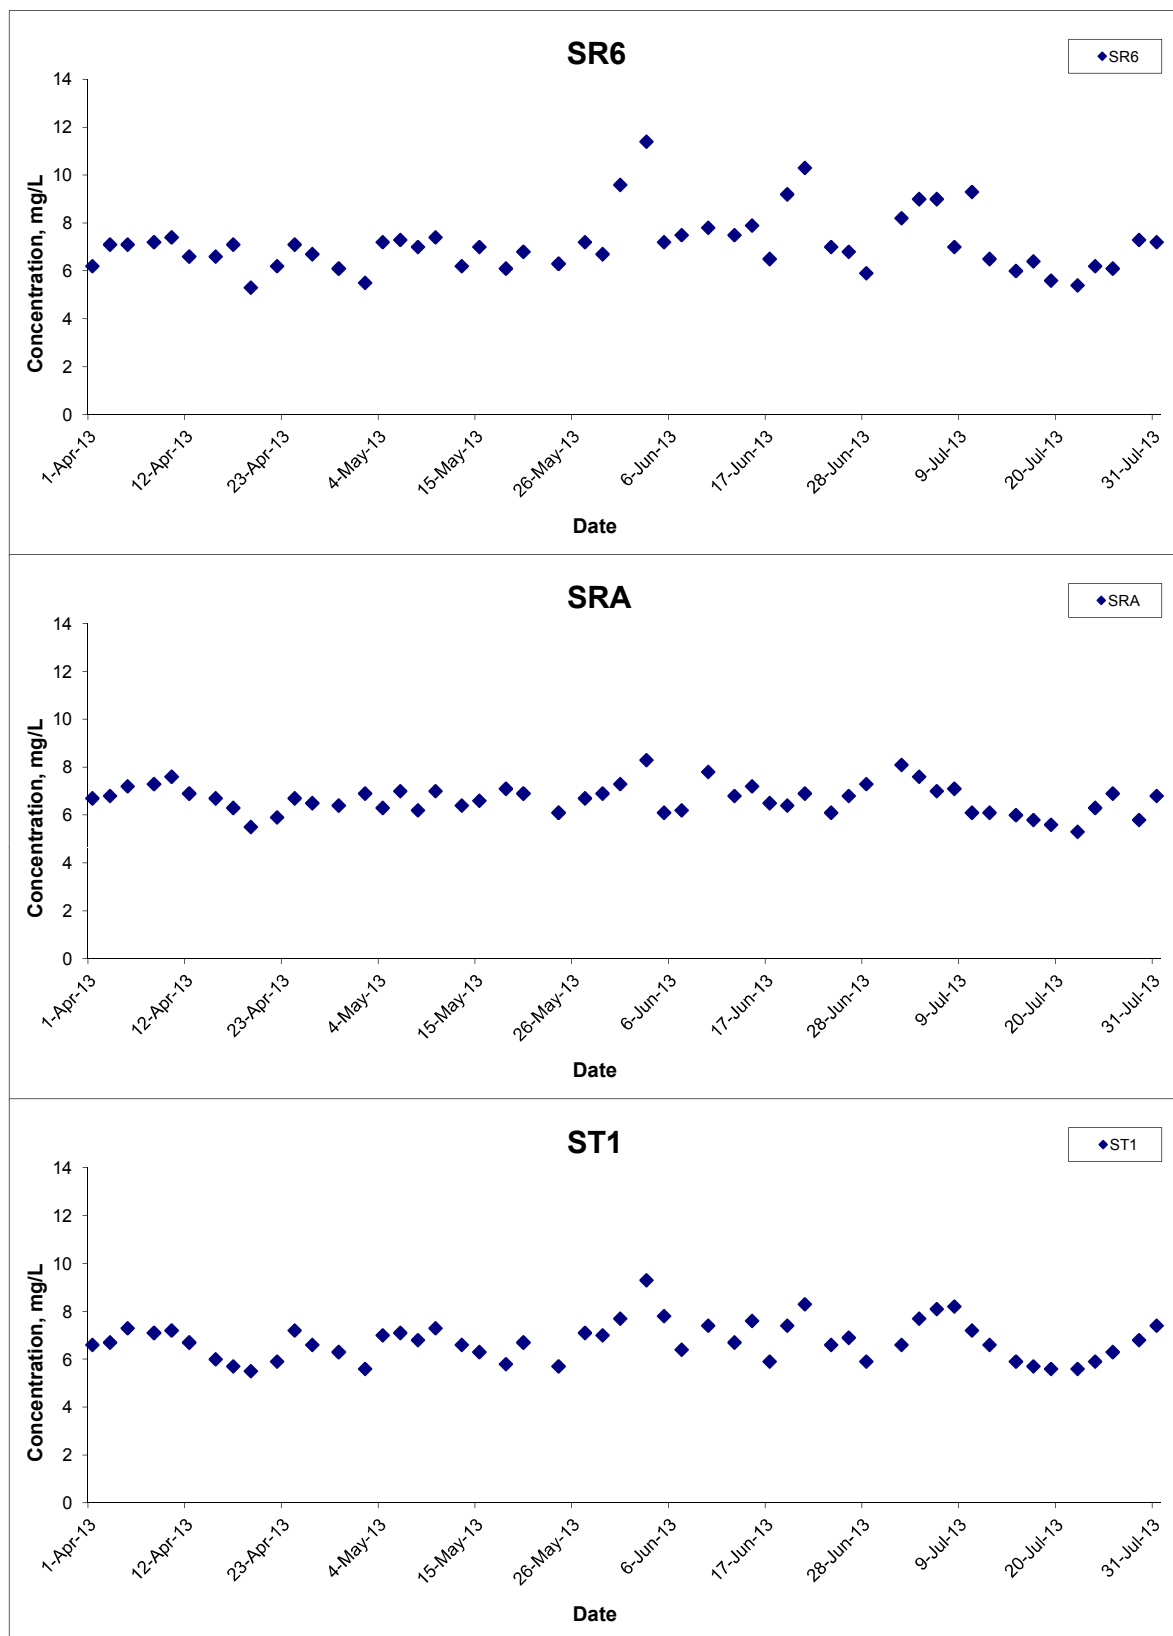 SR6
SR6
14
12
10
8
6
4
2
0
Concentration, mg/L
1-Apr-13
12-Apr-13
23-Apr-13
4-May-13
15-May-13
26-May-13
6-Jun-13
17-Jun-13
28-Jun-13
9-Jul-13
20-Jul-13
31-Jul-13
Date
SRA
SRA
14
12
10
8
6
4
2
0
Concentration, mg/L
1-Apr-13
12-Apr-13
23-Apr-13
4-May-13
15-May-13
26-May-13
6-Jun-13
17-Jun-13
28-Jun-13
9-Jul-13
20-Jul-13
31-Jul-13
Date
ST1
ST1
14
12
10
8
6
4
2
0
Concentration, mg/L
1-Apr-13
12-Apr-13
23-Apr-13
4-May-13
15-May-13
26-May-13
6-Jun-13
17-Jun-13
28-Jun-13
9-Jul-13
20-Jul-13
31-Jul-13
Date